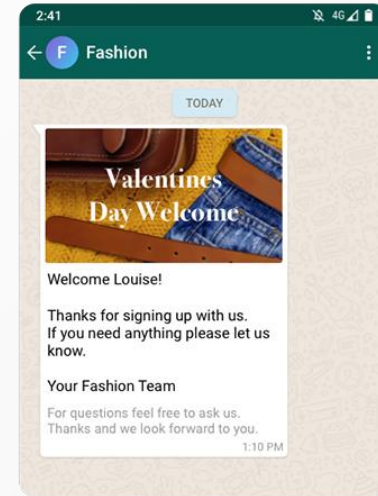 2:41
4G
F
Fashion
TODAY
Valentines
Day Welcome
Welcome Louise!
Thanks for signing up with us.
If you need anything please let us
know.
Your Fashion Team
For questions feel free to ask us.
Thanks and we look forward to you.
1:10 PM